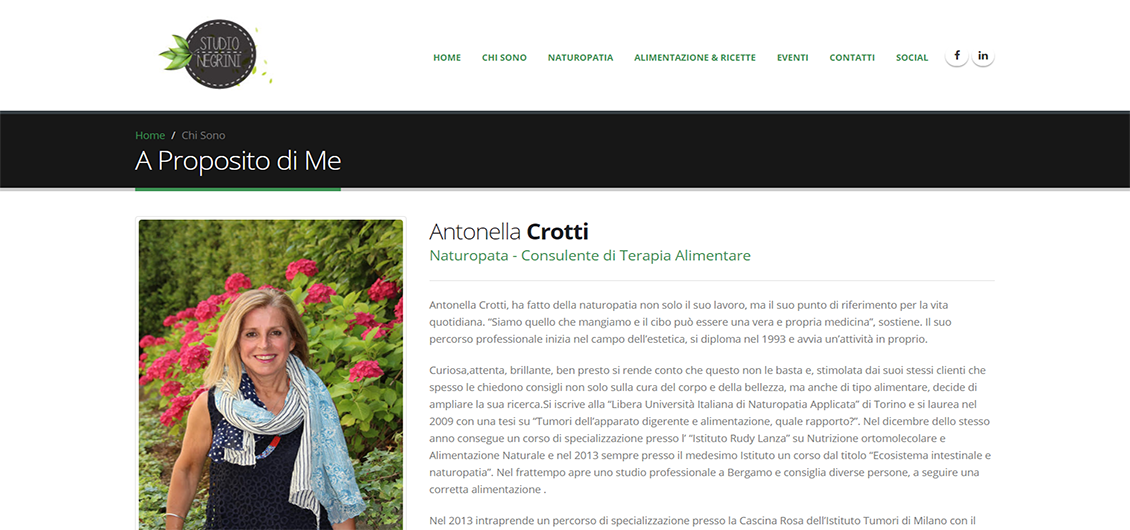 STUDIO
NEGRINI
HOME CHI SONO NATUROPATIA ALIMENTAZIONE & RICETTE EVENTI CONTATTI SOCIAL f in
Home / Chi Sono
A Proposito di Me
Antonella Crotti
Naturopata - Consulente di Terapia Alimentare
Antonella Crotti, ha fatto della naturopatia non solo il suo lavoro, ma il suo punto di riferimento per la vita
quotidiana. “Siamo quello che mangiamo e il cibo può essere una vera e propria medicina”, sostiene. Il suo
percorso professionale inizia nel campo dell’estetica, si diploma nel 1993 e avvia un’attività in proprio.
Curiosa,attenta, brillante, ben presto si rende conto che questo non le basta e, stimolata dai suoi stessi clienti che
spesso le chiedono consigli non solo sulla cura del corpo e della bellezza, ma anche di tipo alimentare, decide di
ampliare la sua ricerca.Si iscrive alla “Libera Università Italiana di Naturopatia Applicata” di Torino e si laurea nel
2009 con una tesi su “Tumori dell’apparato digerente e alimentazione, quale rapporto?”. Nel dicembre dello stesso
anno consegue un corso di specializzazione presso l’ “Istituto Rudy Lanza” su Nutrizione ortomolecolare e
Alimentazione Naturale e nel 2013 sempre presso il medesimo Istituto un corso dal titolo “Ecosistema intestinale e
naturopatia”. Nel frattempo apre uno studio professionale a Bergamo e consiglia diverse persone, a seguire una
corretta alimentazione .
Nel 2013 intraprende un percorso di specializzazione presso la Cascina Rosa dell’Istituto Tumori di Milano con il